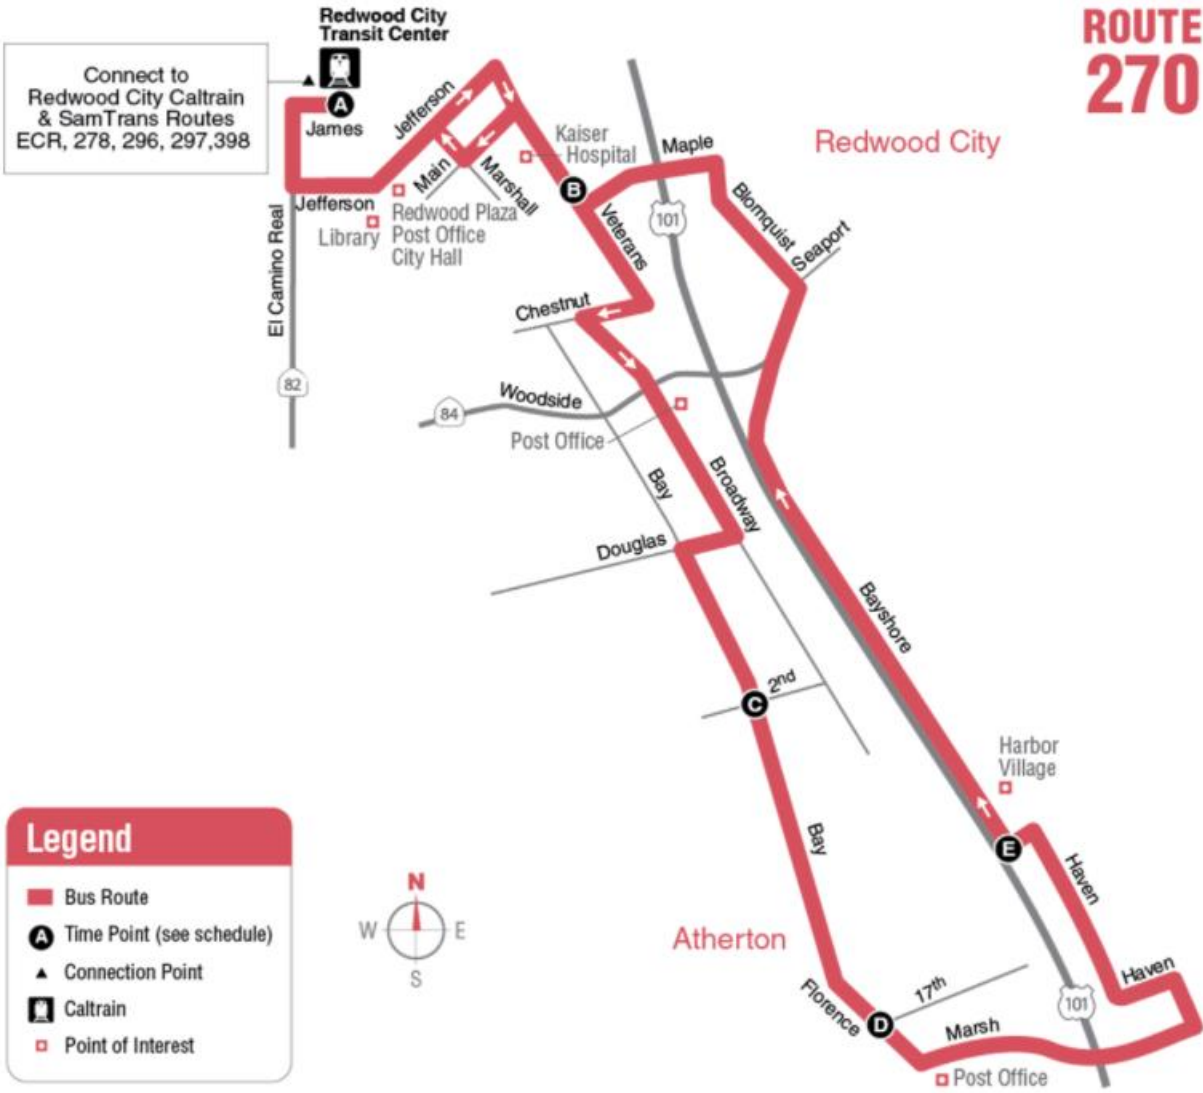 Redwood City
Transit Center
ROUTE
270
Connect to
Redwood City Caltrain
& SamTrans Routes
ECR, 278, 296, 297,398
A
James
Jefferson
Kaiser
Hospital
Maple
Redwood City
Main
Marshall
B
Jefferson
Library
Redwood Plaza
Post Office
City Hall
Veterans
101
Blomquist
Seaport
El Camino Real
Chestnut
82
84
Woodside
Post Office
Bay
Broadway
Douglas
Bayshore
2nd
C
Harbor
Village
Bay
E
Haven
Legend
Bus Route
A
Time Point (see schedule)
Connection Point
Caltrain
Point of Interest
N
W
E
S
Atherton
Florence
D
17th
Haven
101
Marsh
Post Office